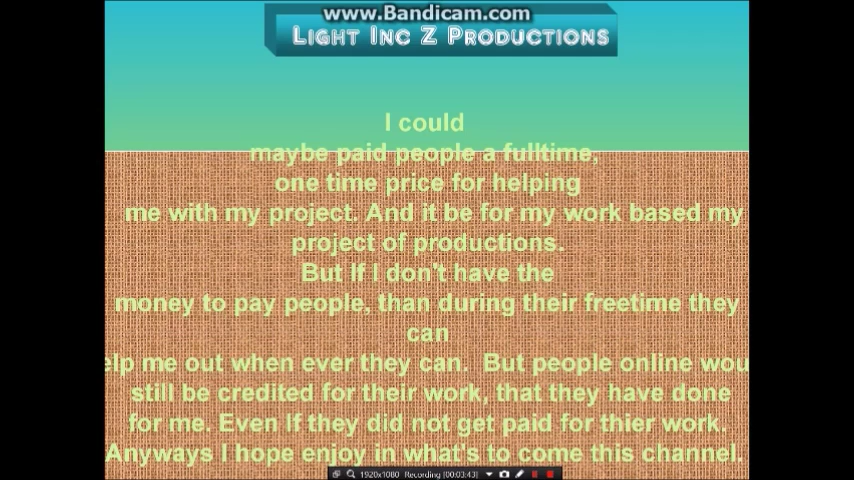 www.Bandicam.com
Light Inc Z Productions
I could
maybe paid people a fulltime,
one time price for helping
me with my project. And it be for my work based my
project of productions.
But If I don't have the
money to pay people, than during their freetime they
can
elp me out when ever they can. But people online wou
still be credited for their work, that they have done
for me. Even If they did not get paid for thier work.
Anyways I hope enjoy in what's to come this channel.
1920x1080 Recording [00:03:43]